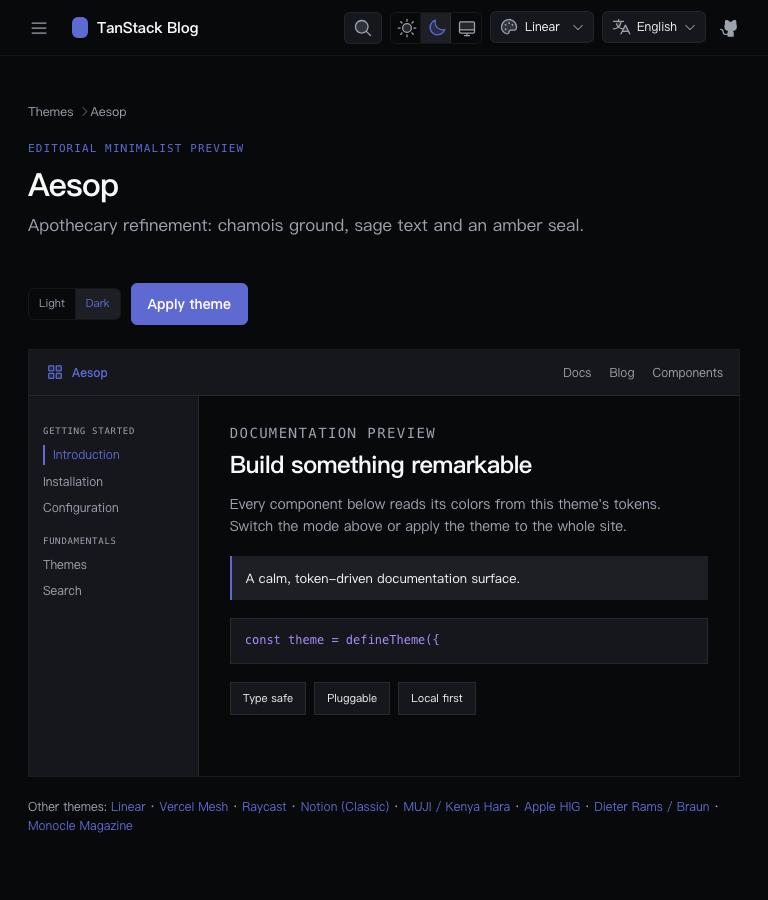 TanStack Blog
Linear
English
Themes
Aesop
EDITORIAL MINIMALIST PREVIEW
Aesop
Apothecary refinement: chamois ground, sage text and an amber seal.
Light
Dark
Apply theme
Aesop
Docs
Blog
Components
GETTING STARTED
Introduction
Installation
Configuration
FUNDAMENTALS
Themes
Search
DOCUMENTATION PREVIEW
Build something remarkable
Every component below reads its colors from this theme's tokens.
Switch the mode above or apply the theme to the whole site.
A calm, token-driven documentation surface.
const theme = defineTheme({
Type safe
Pluggable
Local first
Other themes: Linear · Vercel Mesh · Raycast · Notion (Classic) · MUJI / Kenya Hara · Apple HIG · Dieter Rams / Braun ·
Monocle Magazine